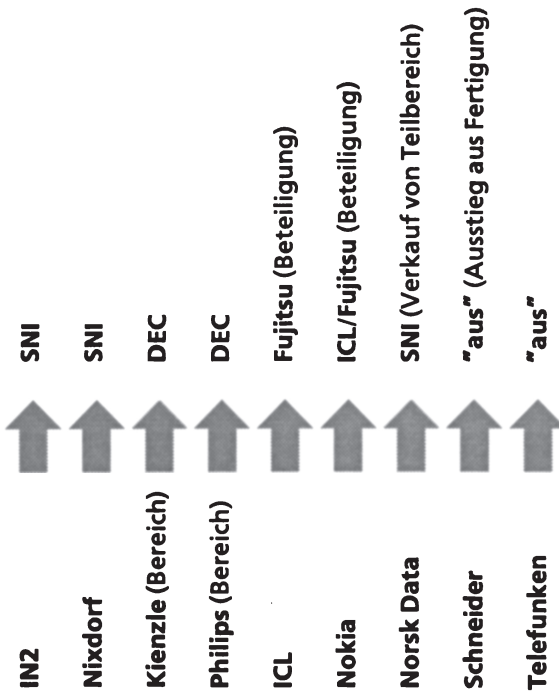 IN2 SNI
Nixdorf SNI
Kienzle (Bereich) DEC
Philips (Bereich) DEC
ICL Fujitsu (Beteiligung)
Nokia ICL/Fujitsu (Beteiligung)
Norsk Data SNI (Verkauf von Teilbereich)
Schneider "aus" (Ausstieg aus Fertigung)
Telefunken "aus"